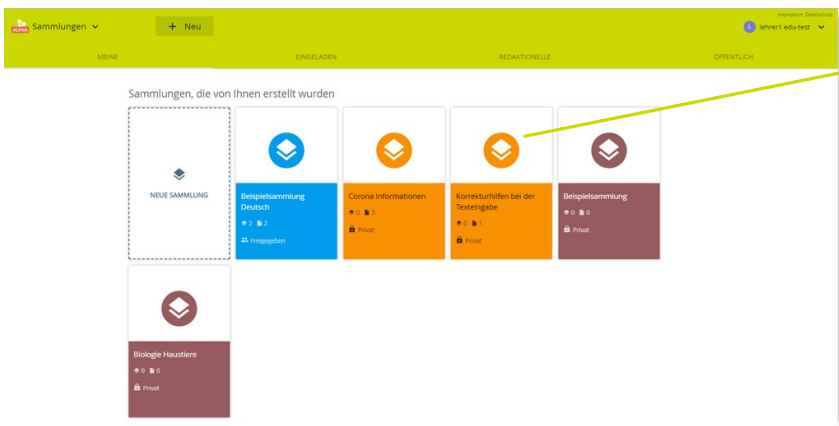 Impressum Datenschutz
ALPHA Sammlungen + Neu L lehrer1 edu-test
MEINE EINGELADEN REDAKTIONELLE ÖFFENTLICH
Sammlungen, die von Ihnen erstellt wurden
NEUE SAMMLUNG
Beispielsammlung
Deutsch
2 2
Freigegeben
Corona Informationen
0 3
Privat
Korrekturhilfen bei der
Texteingabe
0 1
Privat
Beispielsammlung
0 0
Privat
Biologie Haustiere
0 0
Privat